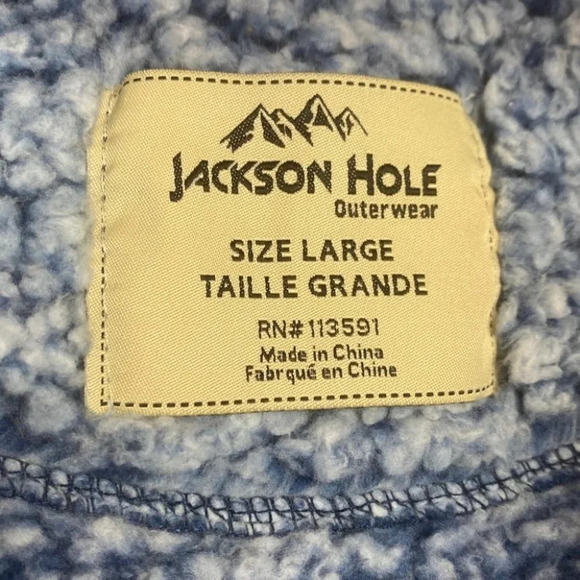 JACKSON HOLE
Outerwear
SIZE LARGE
TAILLE GRANDE
RN# 113591
Made in China
Fabrqué en Chine